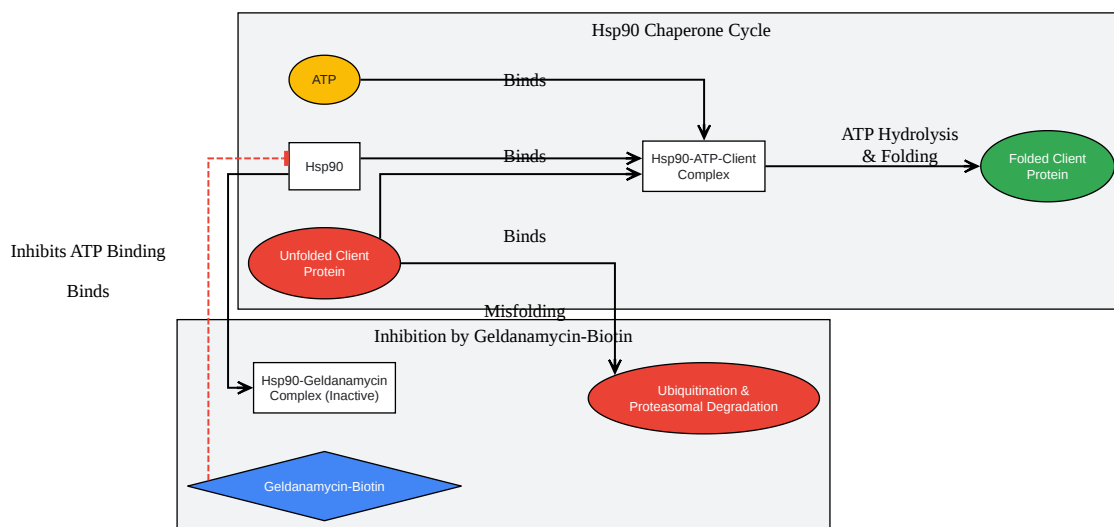 Hsp90 Chaperone Cycle
ATP
Binds
ATP Hydrolysis
& Folding
Hsp90
Binds
Hsp90-ATP-Client
Complex
Folded Client
Protein
Inhibits ATP Binding
Binds
Unfolded Client
Protein
Binds
Misfolding
Inhibition by Geldanamycin-Biotin
Hsp90-Geldanamycin
Complex (Inactive)
Ubiquitination &
Proteasomal Degradation
Geldanamycin-Biotin